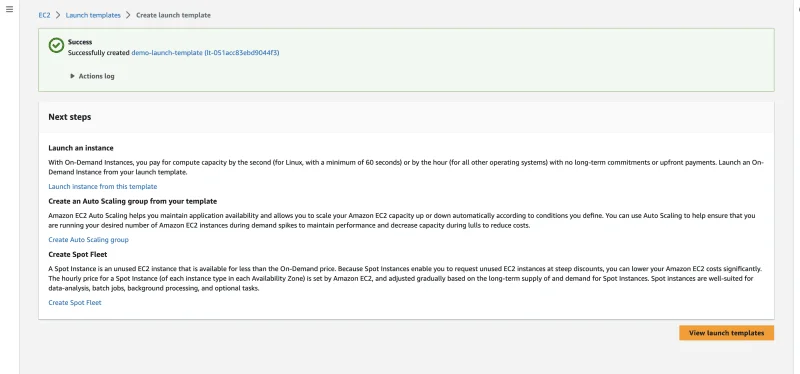 EC2 > Launch templates > Create launch template
Success
Successfully created demo-launch-template (lt-051acc83ebd9044f3)
Actions log
Next steps
Launch an instance
With On-Demand Instances, you pay for compute capacity by the second (for Linux, with a minimum of 60 seconds) or by the hour (for all other operating systems) with no long-term commitments or upfront payments. Launch an On-
Demand Instance from your launch template.
Launch instance from this template
Create an Auto Scaling group from your template
Amazon EC2 Auto Scaling helps you maintain application availability and allows you to scale your Amazon EC2 capacity up or down automatically according to conditions you define. You can use Auto Scaling to help ensure that you
are running your desired number of Amazon EC2 instances during demand spikes to maintain performance and decrease capacity during lulls to reduce costs.
Create Auto Scaling group
Create Spot Fleet
A Spot Instance is an unused EC2 instance that is available for less than the On-Demand price. Because Spot Instances enable you to request unused EC2 instances at steep discounts, you can lower your Amazon EC2 costs significantly.
The hourly price for a Spot Instance (of each instance type in each Availability Zone) is set by Amazon EC2, and adjusted gradually based on the long-term supply of and demand for Spot Instances. Spot instances are well-suited for
data-analysis, batch jobs, background processing, and optional tasks.
Create Spot Fleet
View launch templates